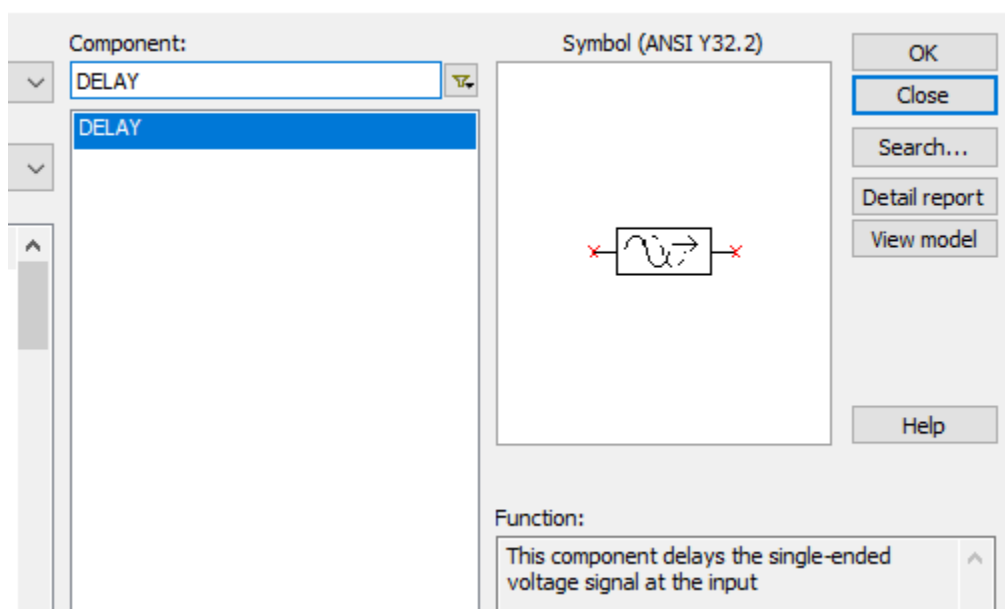 Component:
DELAY
DELAY
Symbol (ANSI Y32.2)
OK
Close
Search...
Detail report
View model
Help
Function:
This component delays the single-ended
voltage signal at the input